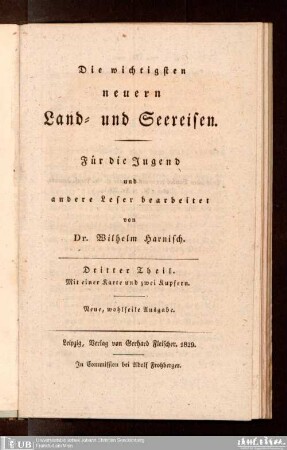 Die wichtigsten
neuern
Land- und Seereisen.
Für die Jugend
und
andere Leser bearbeitet
von
Dr. Wilhelm Harnisch.
Dritter Theil.
Mit einer Karte und zwei Kupfern.
Neue, wohlfeile Ausgabe.
Leipzig, Verlag von Gerhard Fleischer. 1829.
In Commission bei Adolf Frohberger.
UB